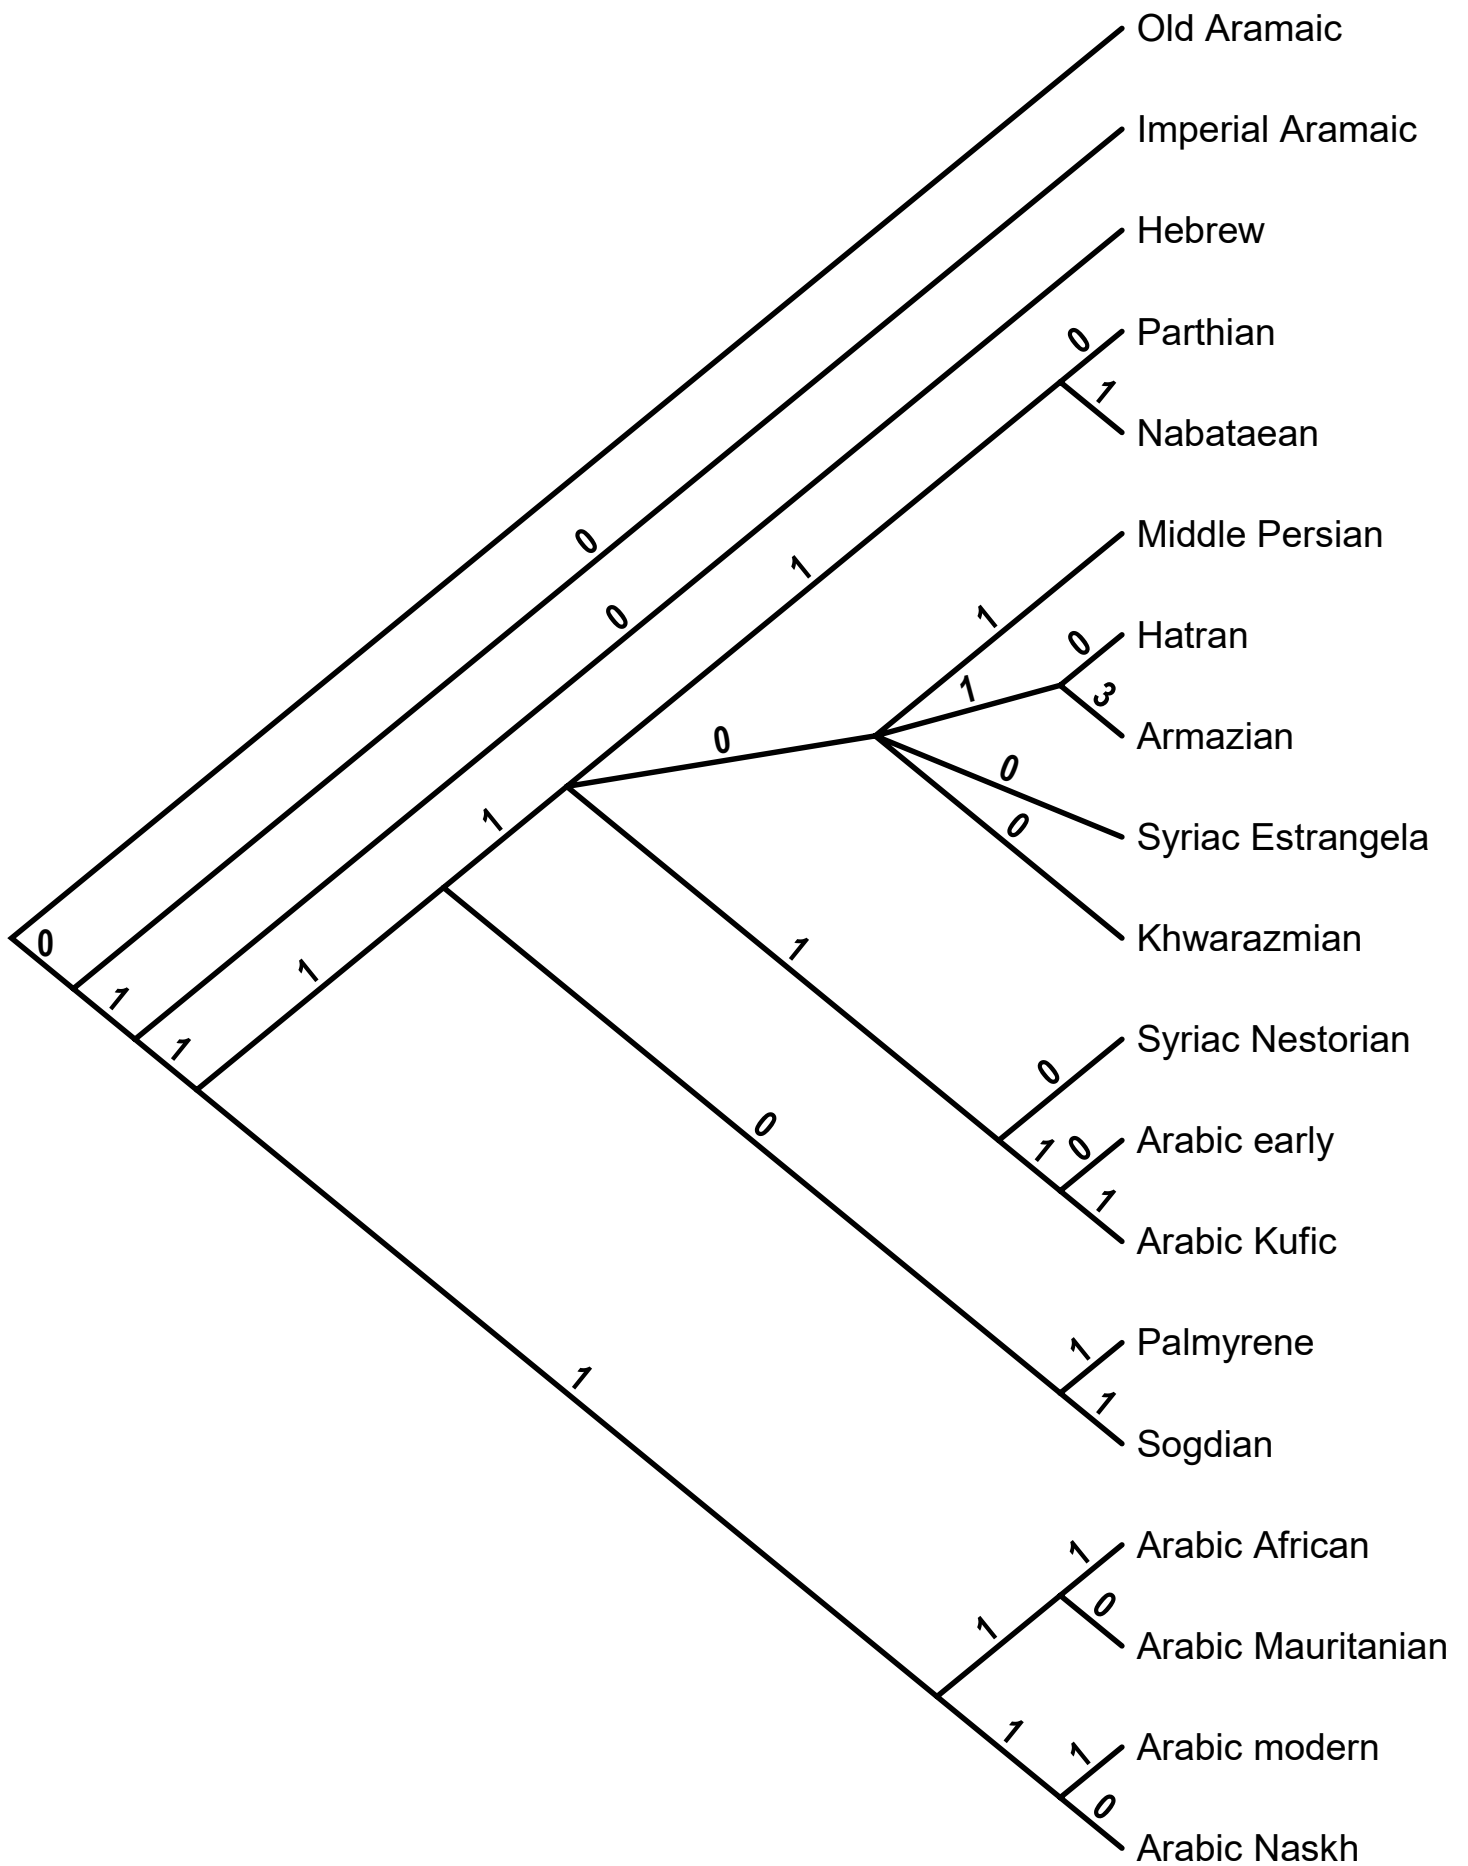 Old Aramaic
Imperial Aramaic
Hebrew
0
Parthian
1
Nabataean
0
Middle Persian
1
0
1
Hatran
0
1
3
Armazian
0
0
Syriac Estrangela
1
0
0
Khwarazmian
1
1
1
Syriac Nestorian
1
0
0
Arabic early
0
1
1
Arabic Kufic
Palmyrene
1
1
1
Sogdian
Arabic African
1
0
1
Arabic Mauritanian
1
1
Arabic modern
0
Arabic Naskh